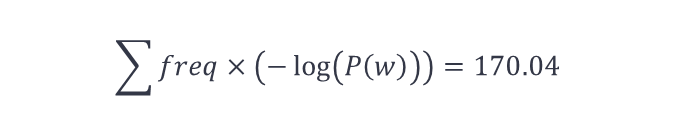 ∑ freq × (− log(P(w))) = 170.04